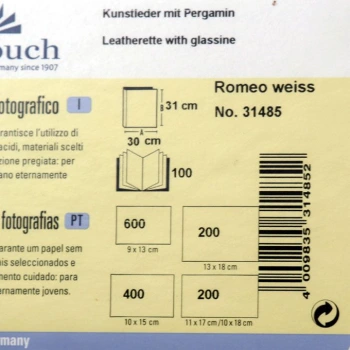 Kunstleder mit Pergamin
Leatherette with glassine
many since 1907
Romeo weiss
No. 31485
otografico I
B 31 cm
A
30 cm
100
arantisce l'utilizzo di
acidi, materiali scelti
zione pregiata: per
ano eternamente
fotografias PT
arante um papel sem
is seleccionados e
mento cuidado: para
ernamente jovens.
600
9 x 13 cm
200
13 x 18 cm
400
10 x 15 cm
200
11 x 17 cm/10 x 18 cm
4 009835 314852
many